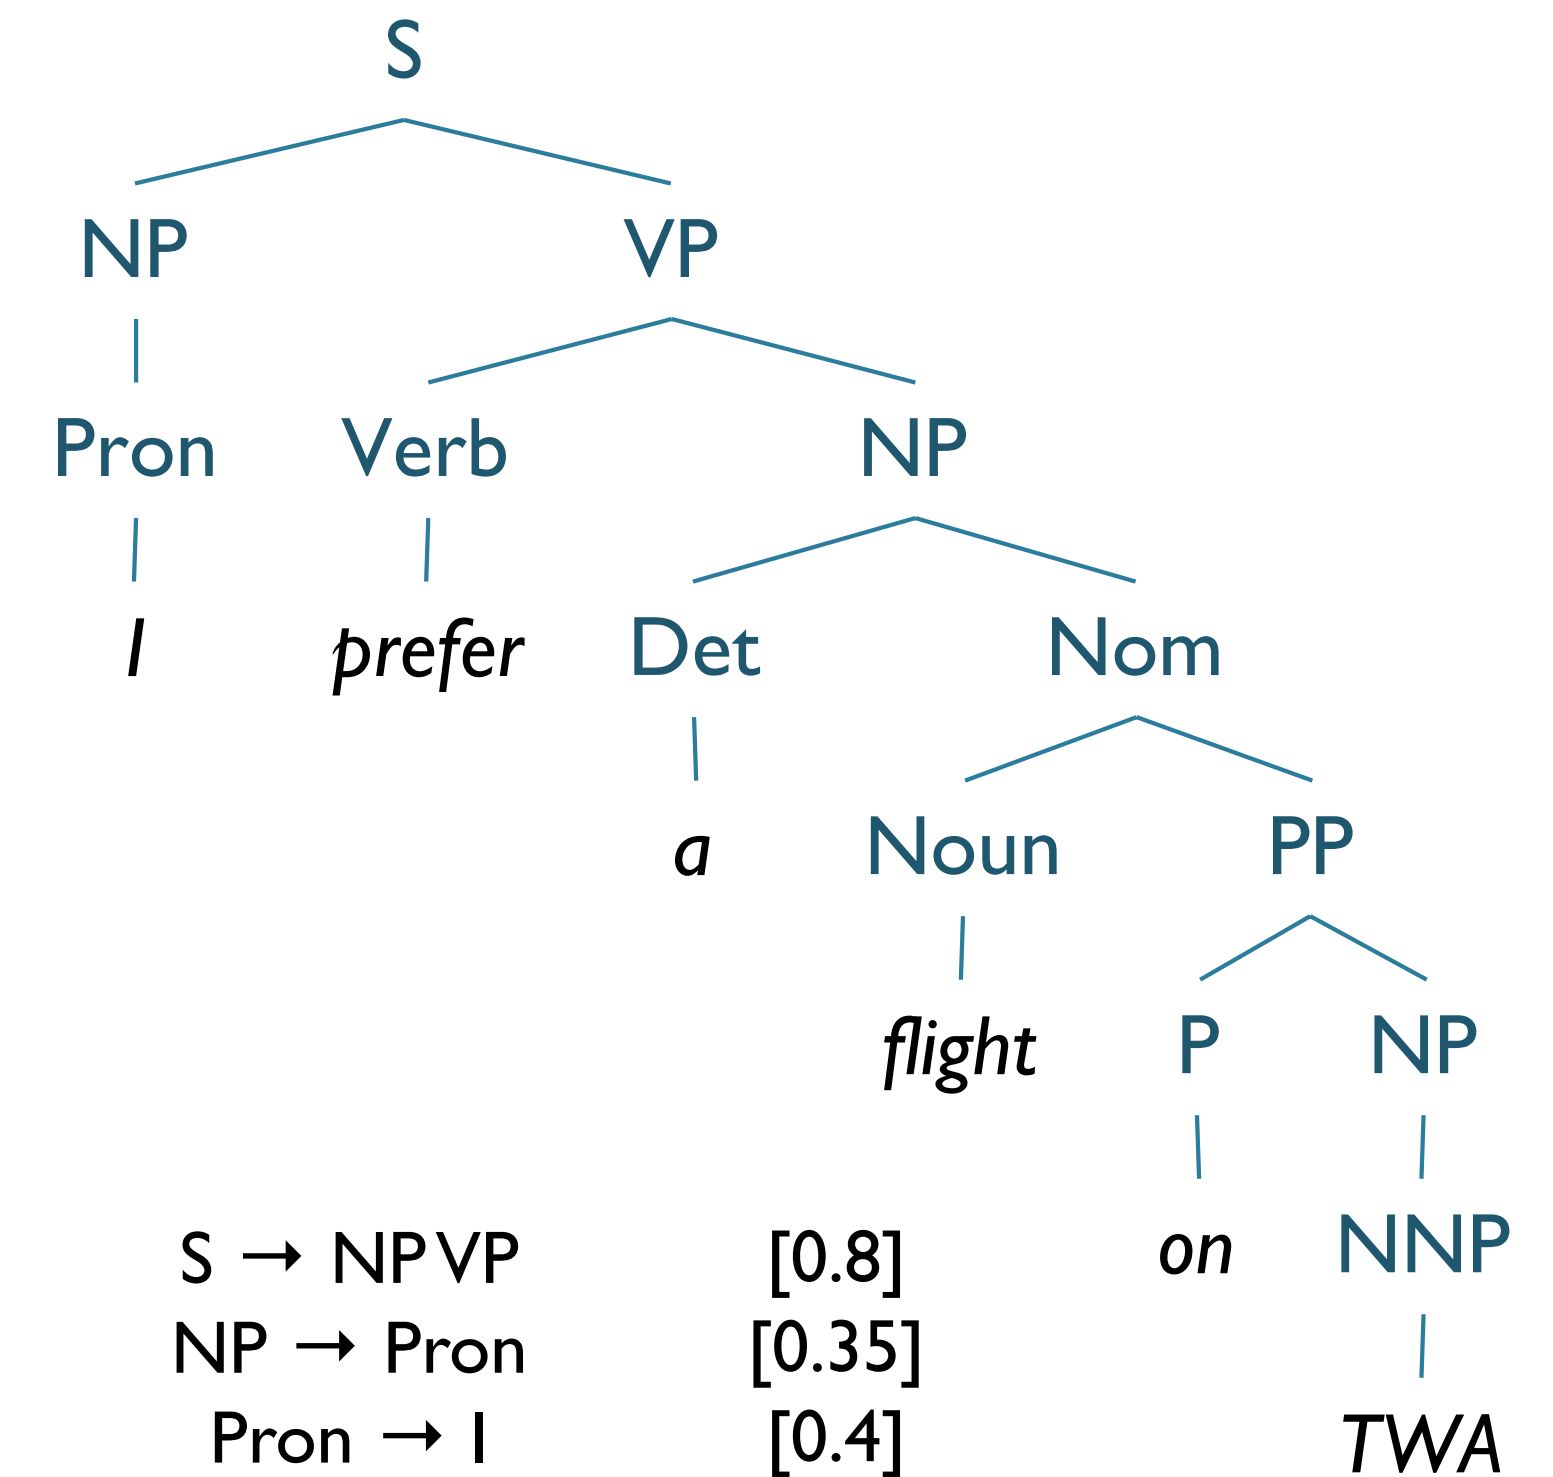 S
NP VP
Pron Verb NP
I prefer Det Nom
a Noun PP
flight P NP
S → NP VP [0.8] on NNP
NP → Pron [0.35]
Pron → I [0.4] TWA